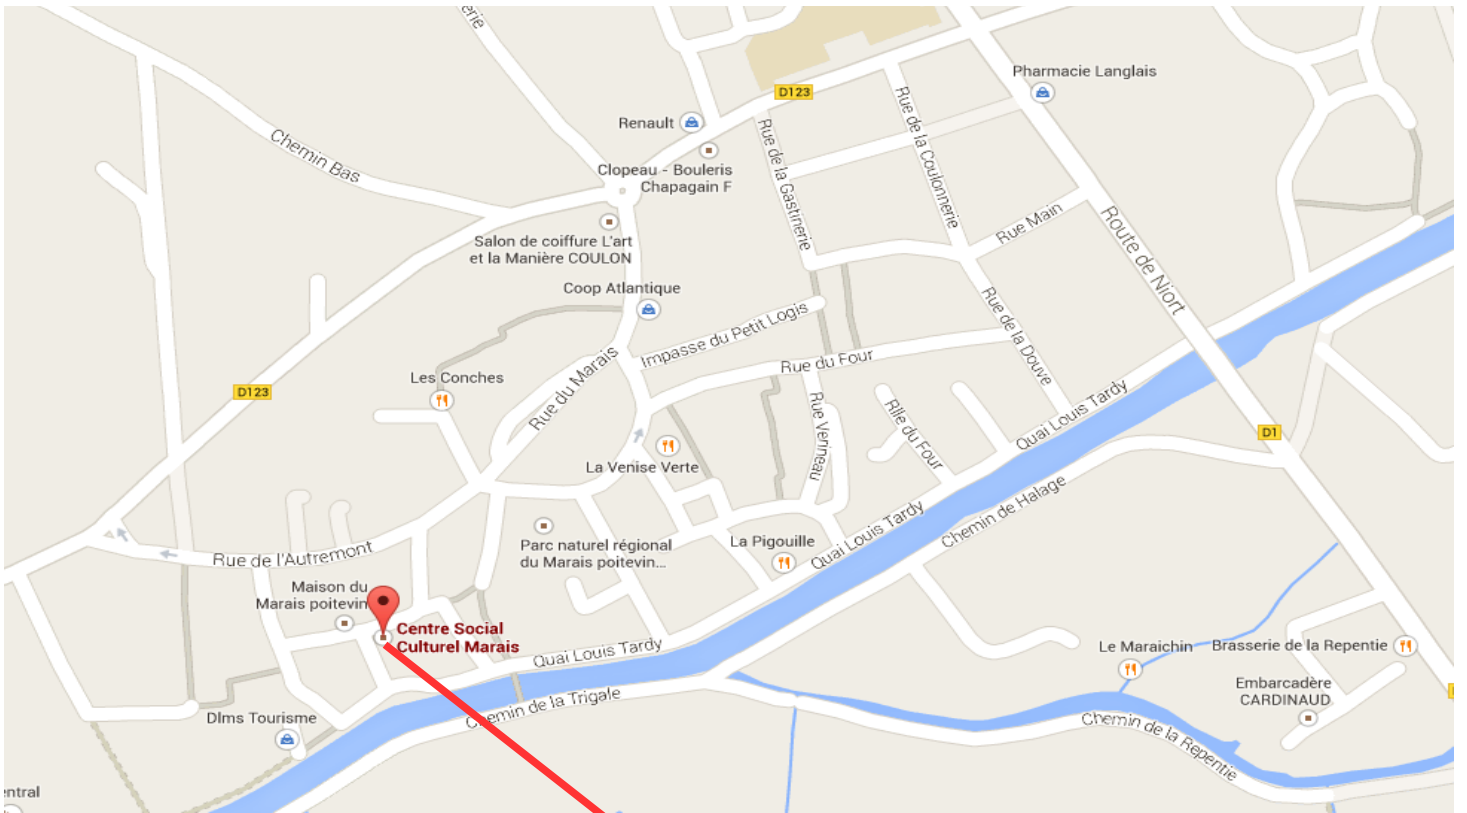 erie
Pharmacie Langlais
D123
Renault
Rue de la Coulonnerie
Rue de la Gastinerie
Chemin Bas
Clopeau - Bouleris
Chapagain F
Rue Main
Route de Niort
Salon de coiffure L'art
et la Manière COULON
Coop Atlantique
Impasse du Petit Logis
Rue de la Douve
Rue du Marais
Rue du Four
Les Conches
D123
Rue Verineau
Rlle du Four
Quai Louis Tardy
D1
La Venise Verte
Chemin de Halage
Quai Louis Tardy
La Pigouille
Parc naturel régional
du Marais poitevin...
Rue de l'Autremont
Maison du
Marais poitevin
Centre Social
Culturel Marais
Quai Louis Tardy
Le Maraichin
Brasserie de la Repentie
Embarcadère
CARDINAUD
Chemin de la Trigale
Dlms Tourisme
Chemin de la Repentie
entral